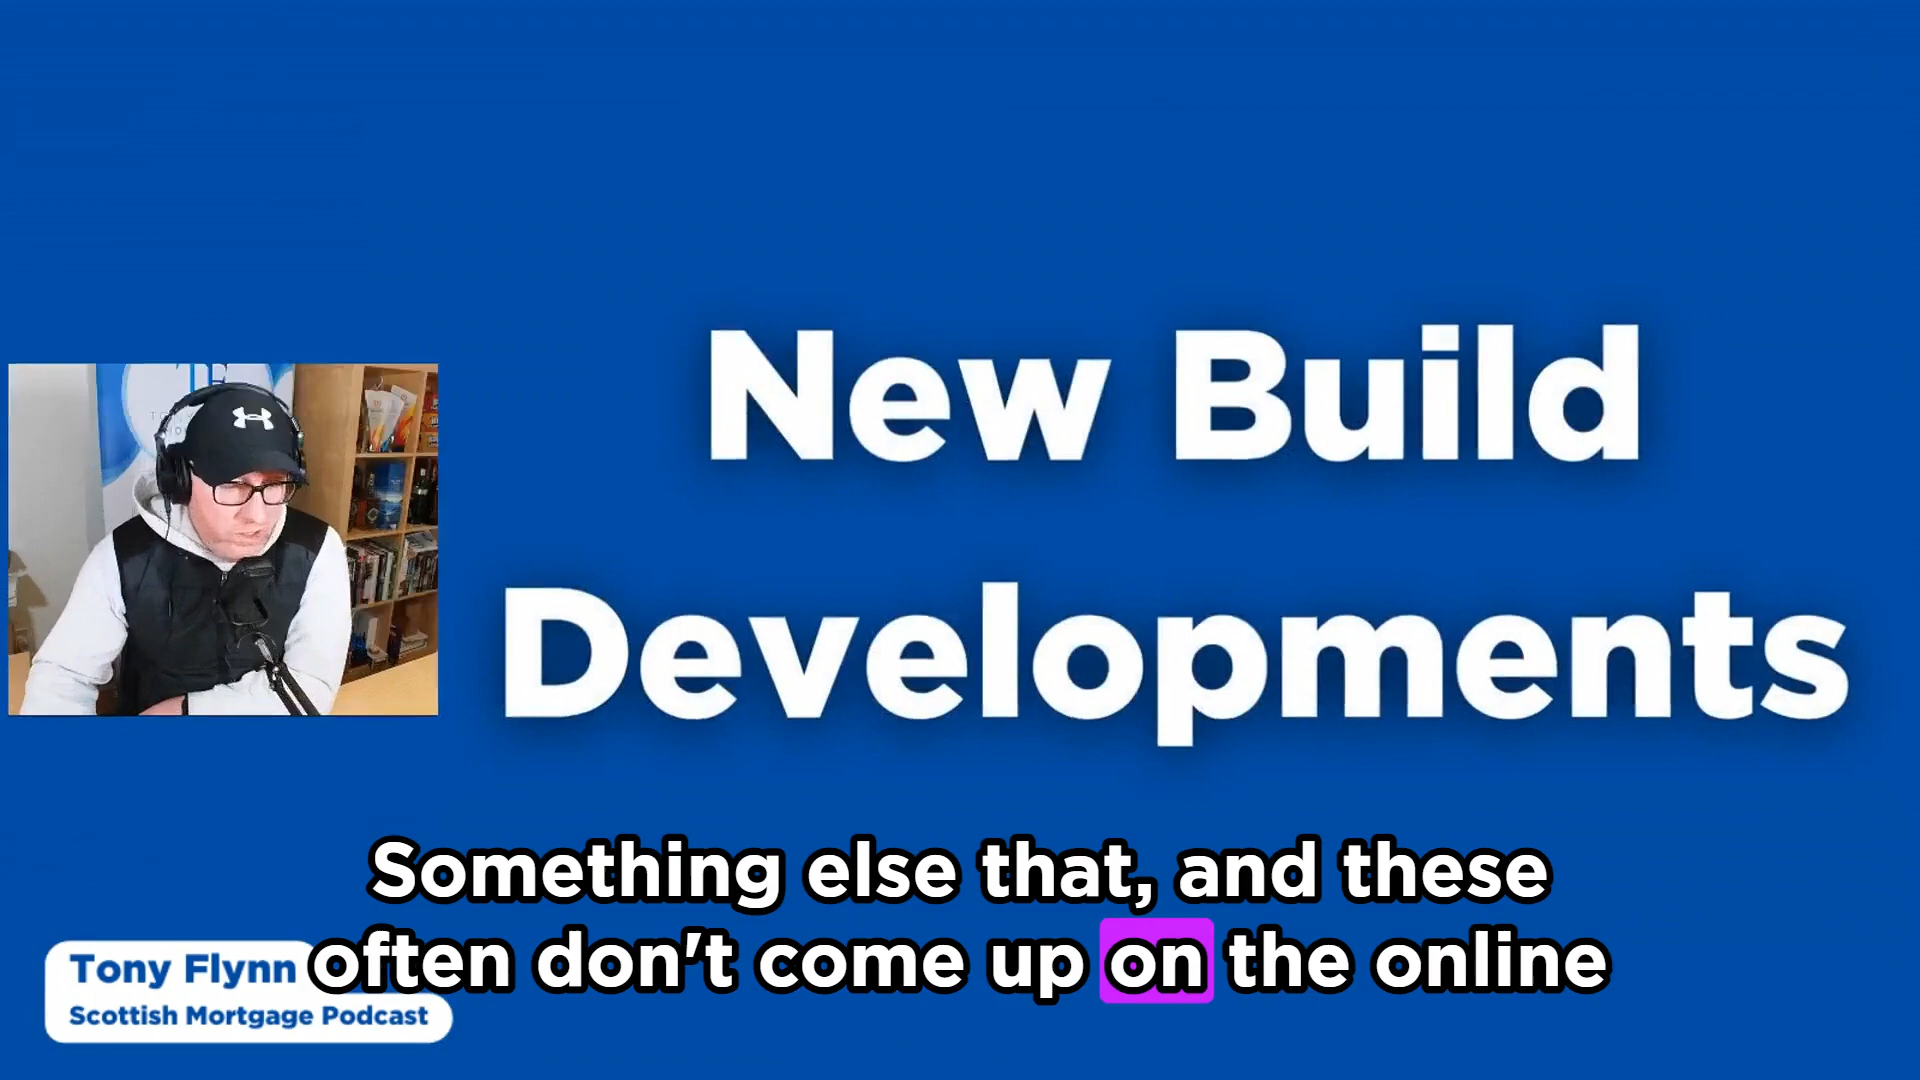 New Build
Developments
Something else that, and these
often don't come up on the online
Tony Flynn
Scottish Mortgage Podcast